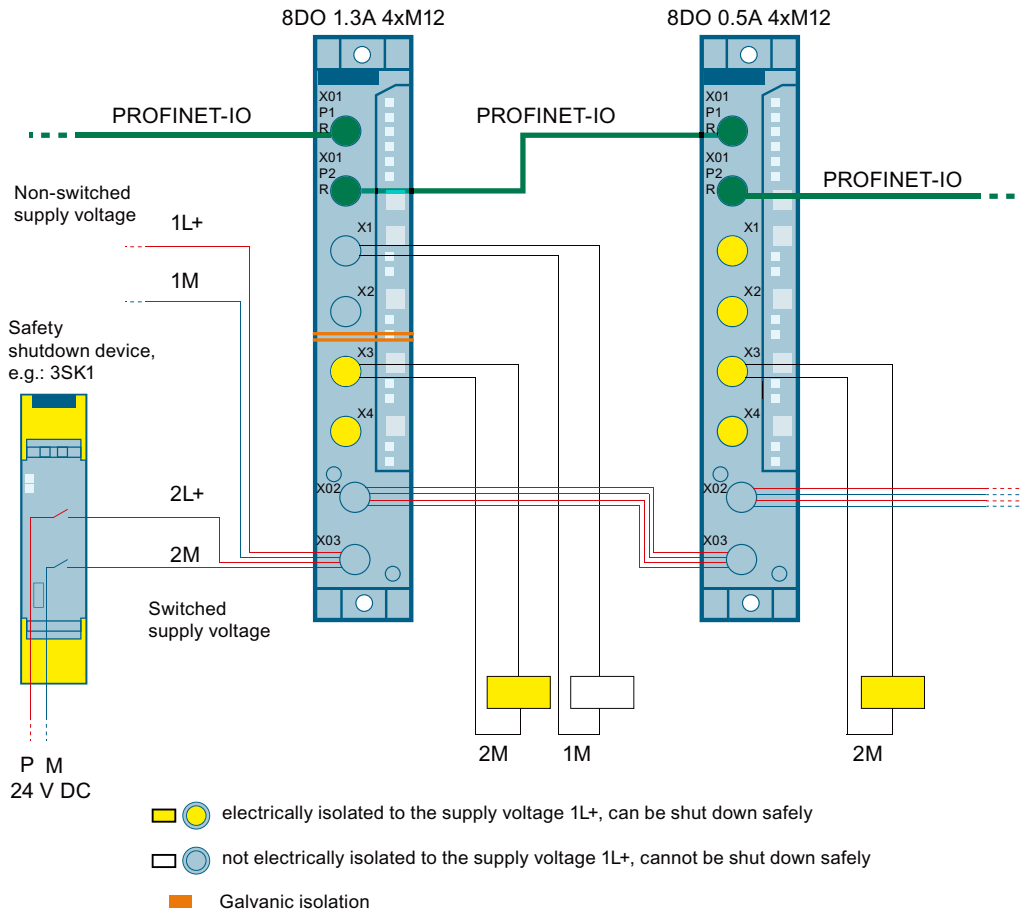 8DO 1.3A 4xM12
8DO 0.5A 4xM12
PROFINET-IO
PROFINET-IO
PROFINET-IO
X01
P1
R
X01
P2
R
X1
X2
X3
X4
X02
X03
X01
P1
R
X01
P2
R
X1
X2
X3
X4
X02
X03
Non-switched
supply voltage
1L+
1M
Safety
shutdown device,
e.g.: 3SK1
2L+
2M
Switched
supply voltage
P M
24 V DC
2M
1M
2M
electrically isolated to the supply voltage 1L+, can be shut down safely
not electrically isolated to the supply voltage 1L+, cannot be shut down safely
Galvanic isolation